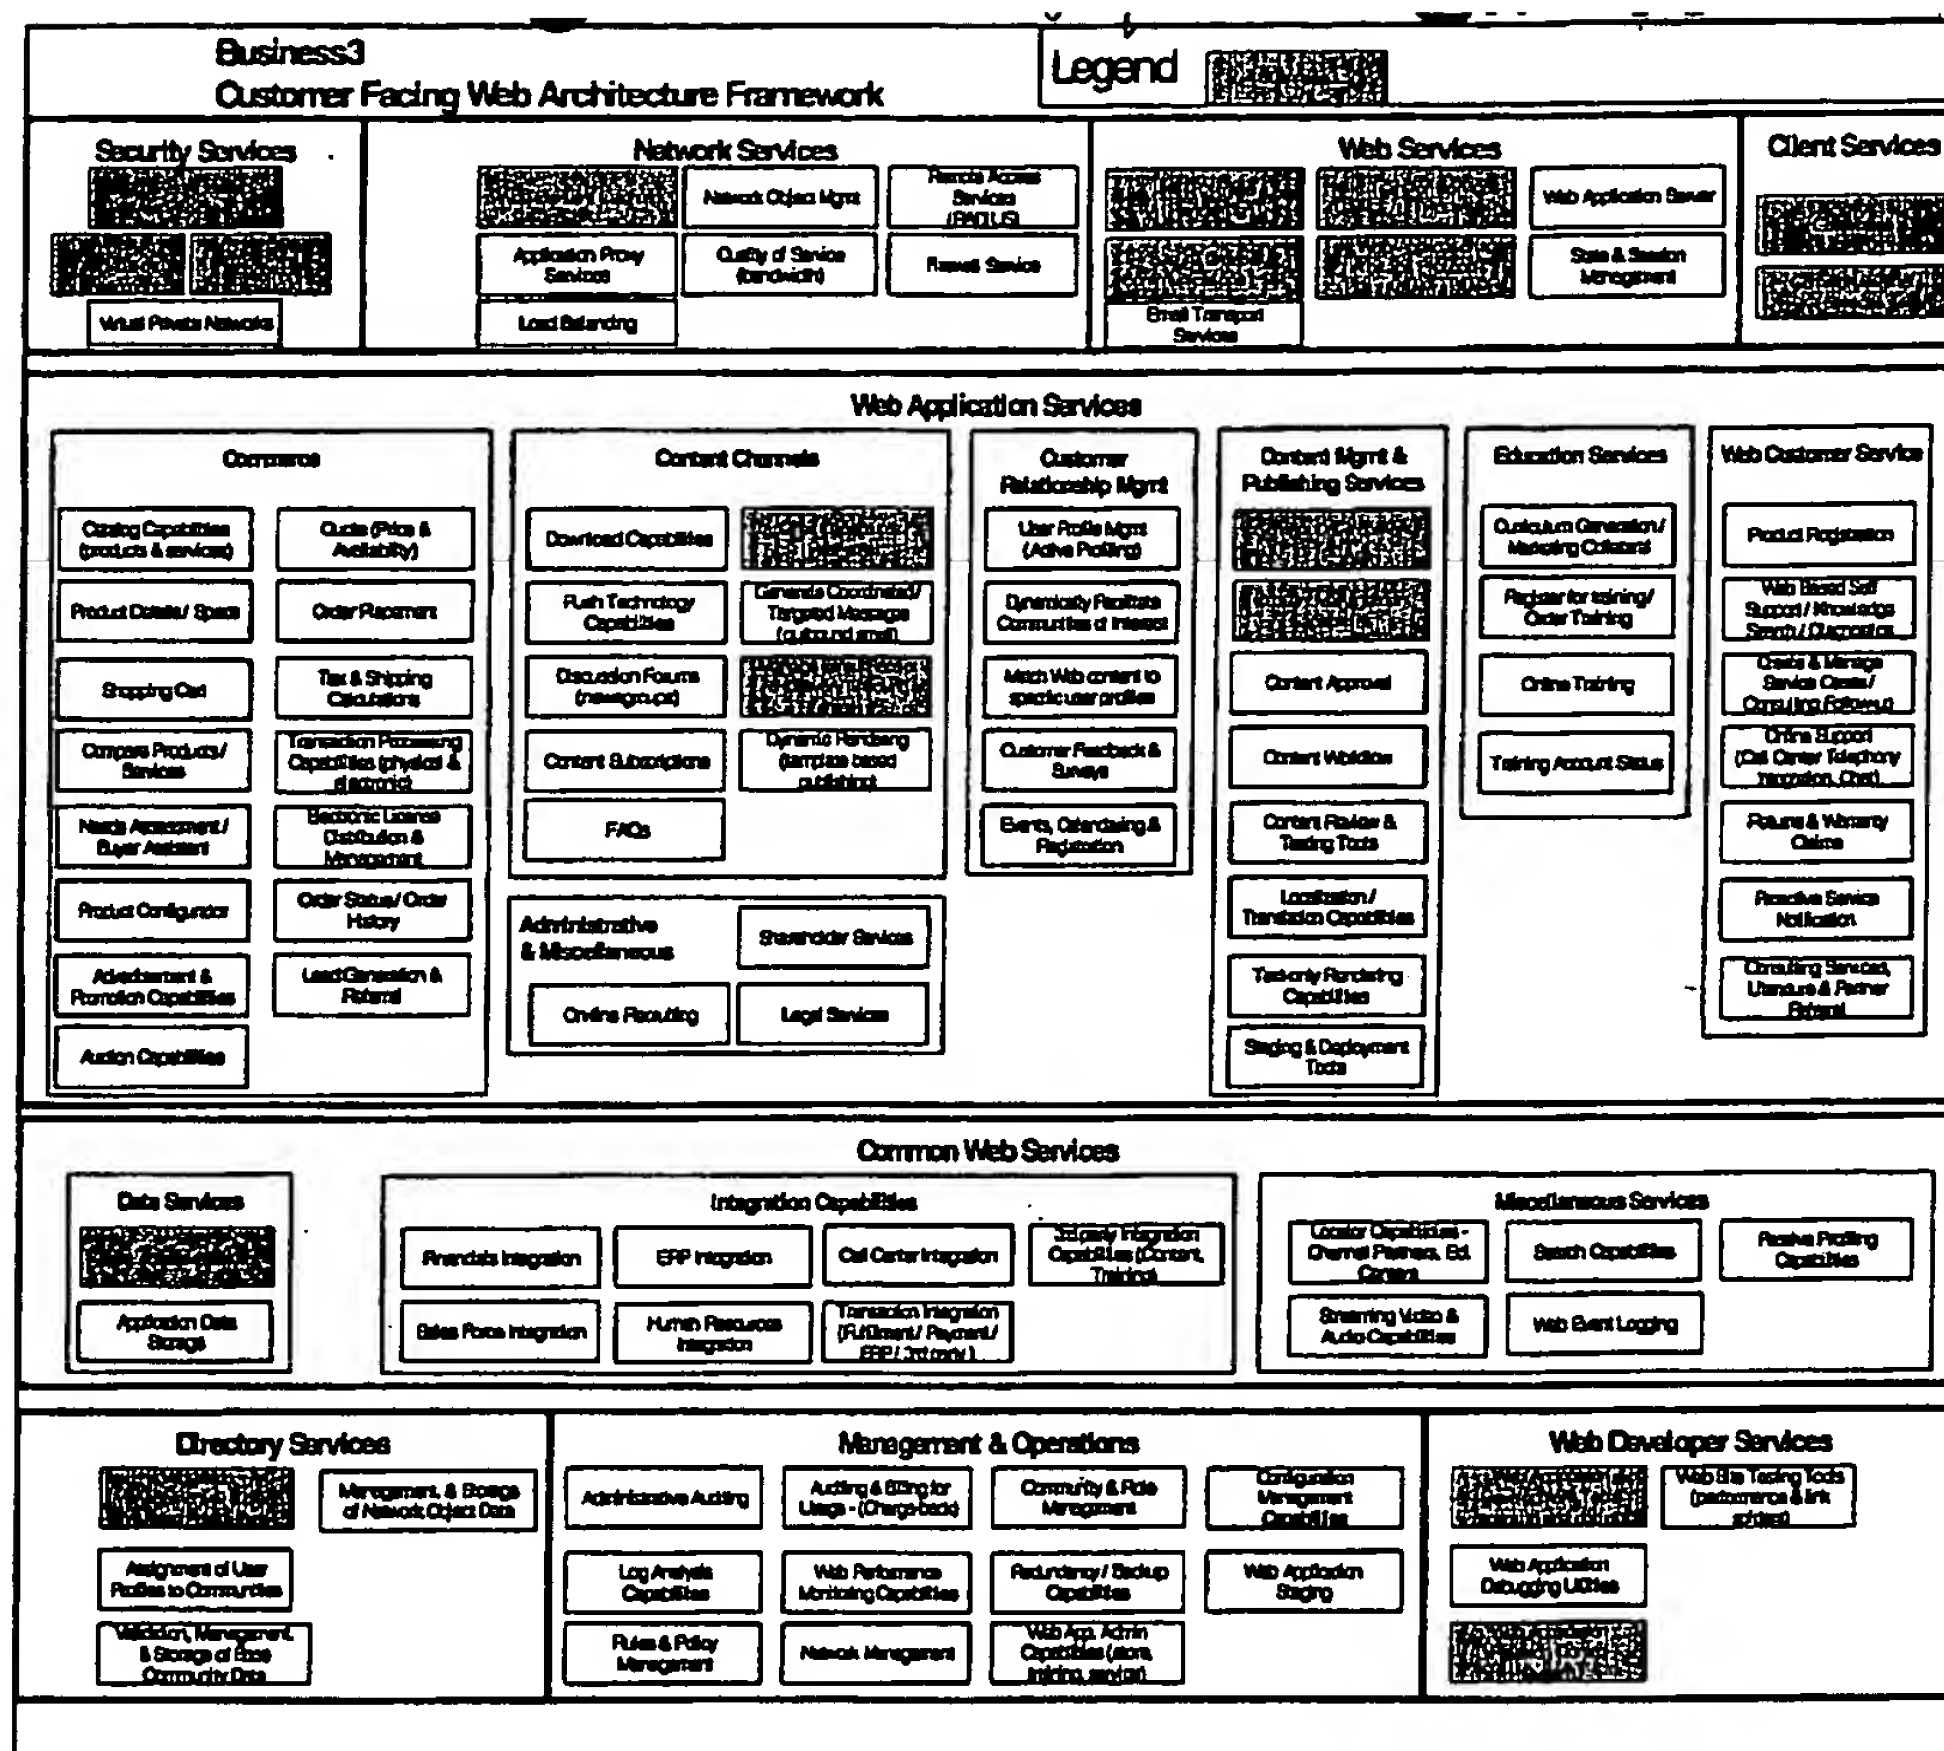 Business3
Customer Facing Web Architecture Framework
Legend
Security Services
Virtual Private Networks
Network Services
Network Object Mgmt
Remote Access
Services
(RADIUS)
Application Proxy
Services
Quality of Service
(bandwidth)
Firewall Service
Load Balancing
Web Services
Web Application Server
State & Session
Management
Email Transport
Services
Client Services
Web Application Services
Commerce
Catalog Capabilities
(products & services)
Quote (Price &
Availability)
Product Details / Specs
Order Placement
Shopping Cart
Tax & Shipping
Calculations
Compare Products /
Services
Transaction Processing
Capabilities (physical &
electronic)
Needs Assessment /
Buyer Assistant
Electronic License
Distribution &
Management
Product Configurator
Order Status / Order
History
Advertisement &
Promotion Capabilities
Lead Generation &
Referral
Auction Capabilities
Content Channels
Download Capabilities
Push Technology
Capabilities
Generate Coordinated /
Targeted Messages
(outbound email)
Discussion Forums
(newsgroups)
Content Subscriptions
Dynamic Rendering
(template based
publishing)
FAQs
Administrative
& Miscellaneous
Shareholder Services
On-line Recruiting
Legal Services
Customer
Relationship Mgmt
User Profile Mgmt
(Active Profiling)
Dynamically Facilitate
Communities of Interest
Match Web content to
specific user profiles
Customer Feedback &
Surveys
Events, Calendaring &
Registration
Content Mgmt &
Publishing Services
Content Approval
Content Workflow
Content Review &
Testing Tools
Localization /
Translation Capabilities
Text-only Rendering
Capabilities
Staging & Deployment
Tools
Education Services
Curriculum Generation /
Marketing Collateral
Register for training /
Order Training
Online Training
Training Account Status
Web Customer Service
Product Registration
Web Based Self
Support / Knowledge
Search / Diagnostics
Create & Manage
Service Cases /
Consulting Followup
Online Support
(Call Center Telephony
Integration, Chat)
Returns & Warranty
Claims
Proactive Service
Notification
Consulting Services,
Literature & Partner
Referral
Common Web Services
Data Services
Application Data
Storage
Integration Capabilities
Financials Integration
ERP Integration
Call Center Integration
3rd party Integration
Capabilities (Content,
Training)
Sales Force Integration
Human Resources
Integration
Transaction Integration
(Fulfillment / Payment /
ERP / 3rd party)
Miscellaneous Services
Locator Capabilities -
Channel Partners, Ed.
Centers
Search Capabilities
Passive Profiling
Capabilities
Streaming Video &
Audio Capabilities
Web Event Logging
Directory Services
Management, & Storage
of Network Object Data
Assignment of User
Profiles to Communities
Validation, Management,
& Storage of Base
Community Data
Management & Operations
Administrative Auditing
Auditing & Billing for
Usage - (Charge-back)
Community & Role
Management
Configuration
Management
Capabilities
Log Analysis
Capabilities
Web Performance
Monitoring Capabilities
Redundancy / Backup
Capabilities
Web Application
Staging
Rules & Policy
Management
Network Management
Web App. Admin
Capabilities (store,
training, service)
Web Developer Services
Web Site Testing Tools
(performance & link
Web Application
Debugging Utilities